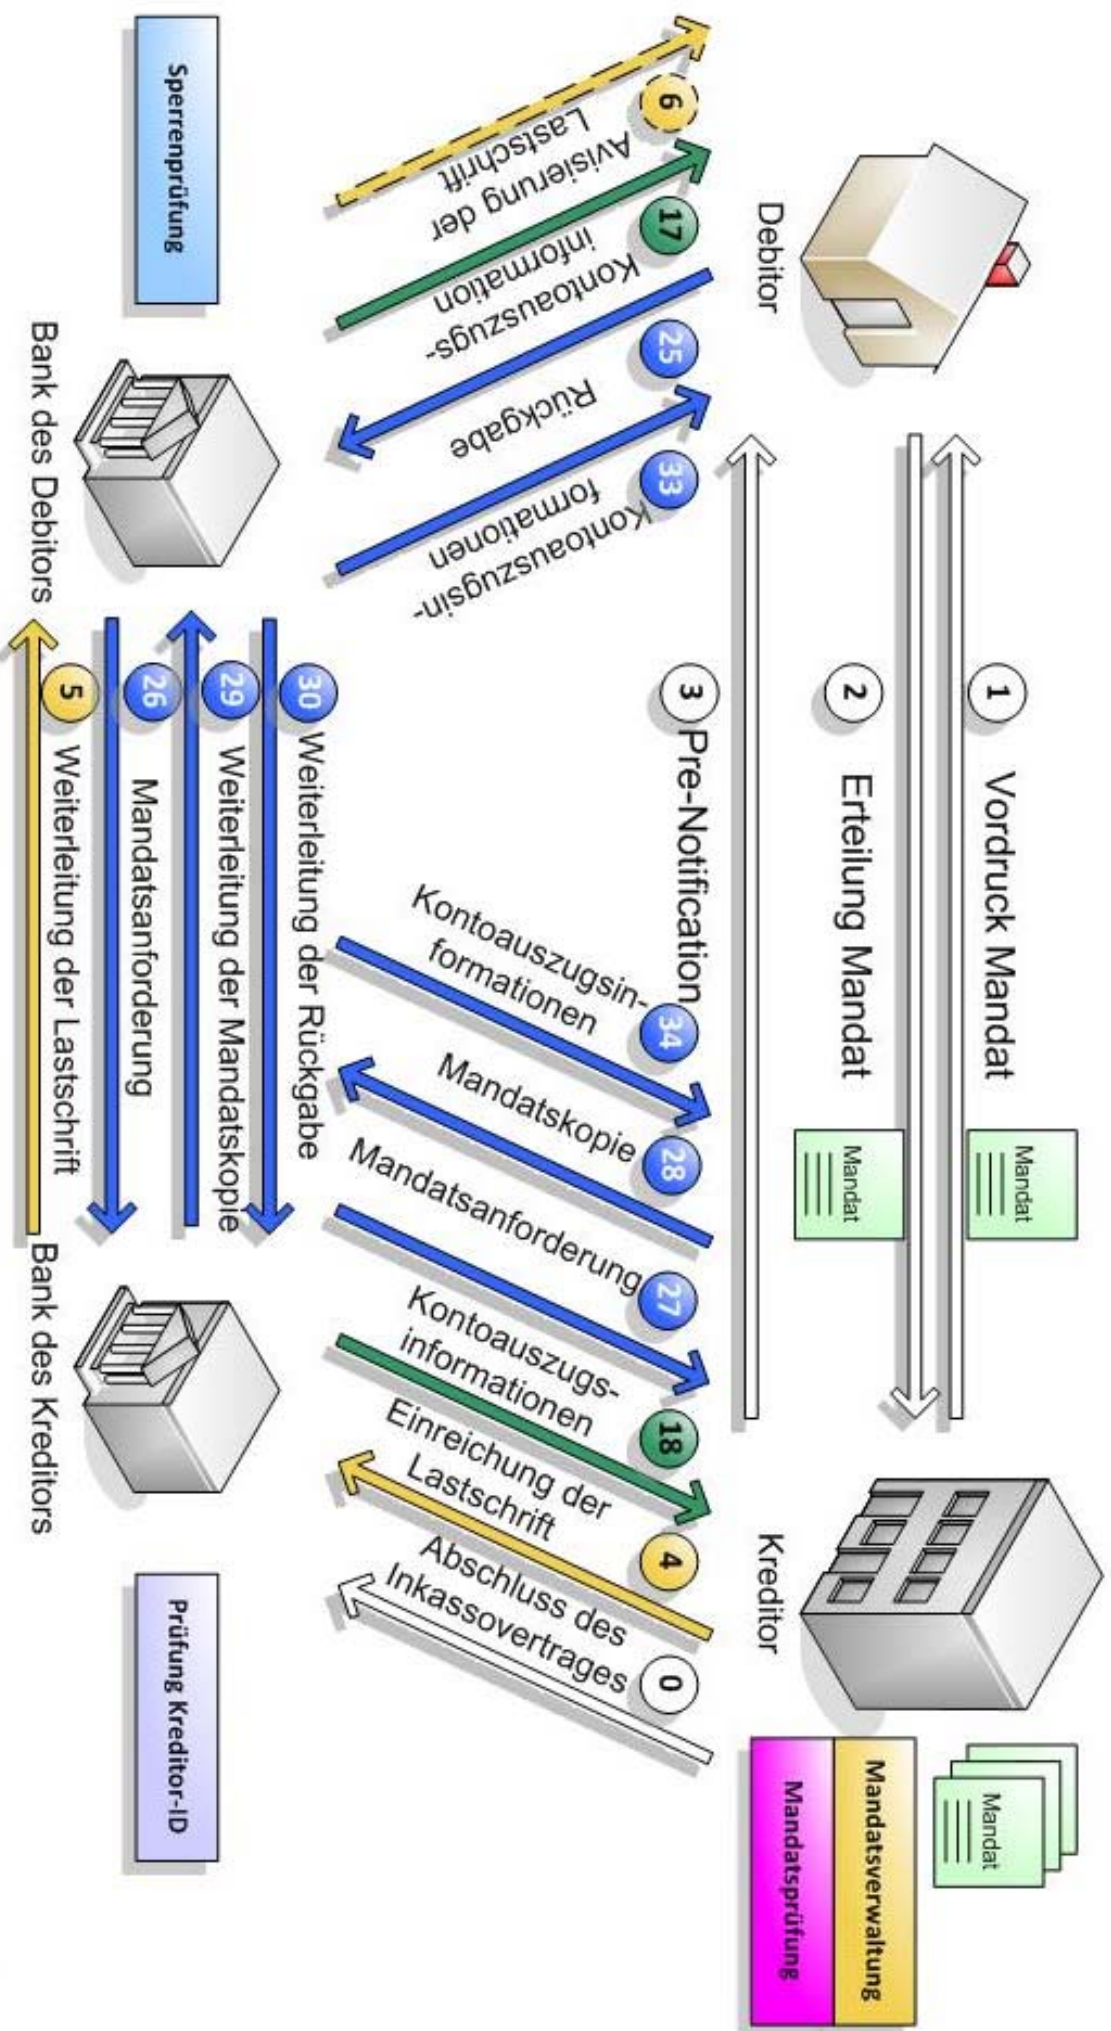 Mandat
1
Vordruck Mandat
Mandat
2
Erteilung Mandat
Mandat
Debitor
Kreditor
Mandatsverwaltung
Mandatsprüfung
3
Pre-Notification
6
Avisierung der
Lastschrift
17
Kontoauszugs-
information
25
Rückgabe
33
Kontoauszugsin-
formationen
34
Kontoauszugsin-
formationen
28
Mandatskopie
27
Mandatsanforderung
18
Kontoauszugs-
informationen
4
Einreichung der
Lastschrift
0
Abschluss des
Inkassovertrages
30
Weiterleitung der Rückgabe
29
Weiterleitung der Mandatskopie
26
Mandatsanforderung
5
Weiterleitung der Lastschrift
Sperrenprüfung
Bank des Debitors
Bank des Kreditors
Prüfung Kreditor-ID